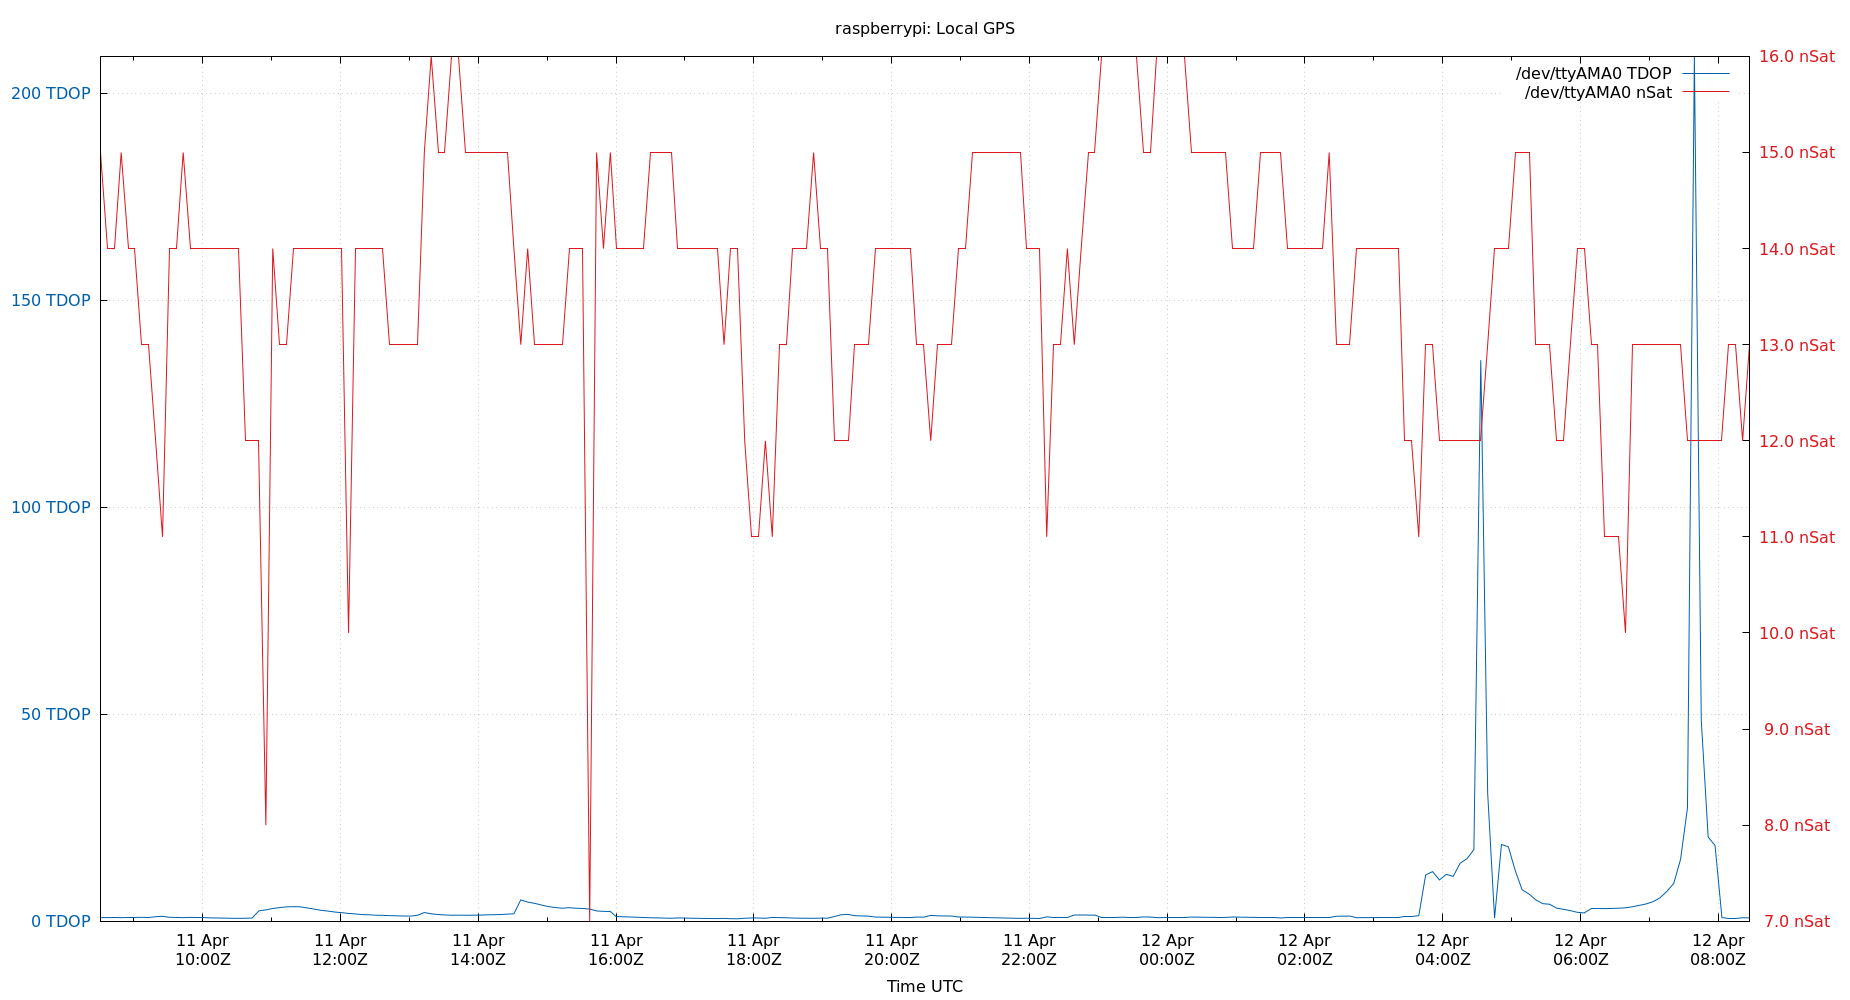 raspberrypi: Local GPS
/dev/ttyAMA0 TDOP
/dev/ttyAMA0 nSat
200 TDOP
150 TDOP
100 TDOP
50 TDOP
0 TDOP
16.0 nSat
15.0 nSat
14.0 nSat
13.0 nSat
12.0 nSat
11.0 nSat
10.0 nSat
9.0 nSat
8.0 nSat
7.0 nSat
11 Apr
10:00Z
11 Apr
12:00Z
11 Apr
14:00Z
11 Apr
16:00Z
11 Apr
18:00Z
11 Apr
20:00Z
11 Apr
22:00Z
12 Apr
00:00Z
12 Apr
02:00Z
12 Apr
04:00Z
12 Apr
06:00Z
12 Apr
08:00Z
Time UTC